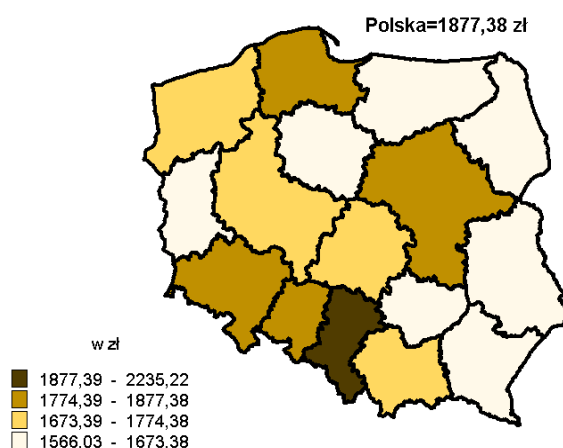 Polska=1877,38 zł
w zł
1877,39 - 2235,22
1774,39 - 1877,38
1673,39 - 1774,38
1566,03 - 1673,38